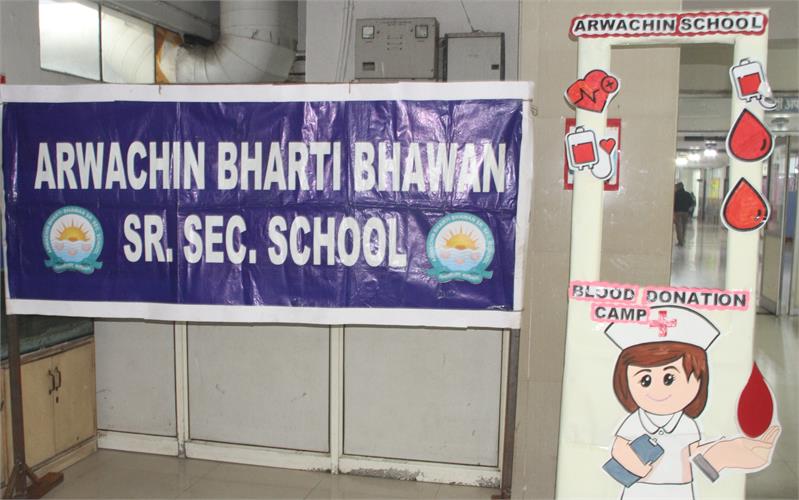 ARWACHIN BHARTI BHAWAN
SR. SEC. SCHOOL
ARWACHIN SCHOOL
BLOOD DONATION
CAMP